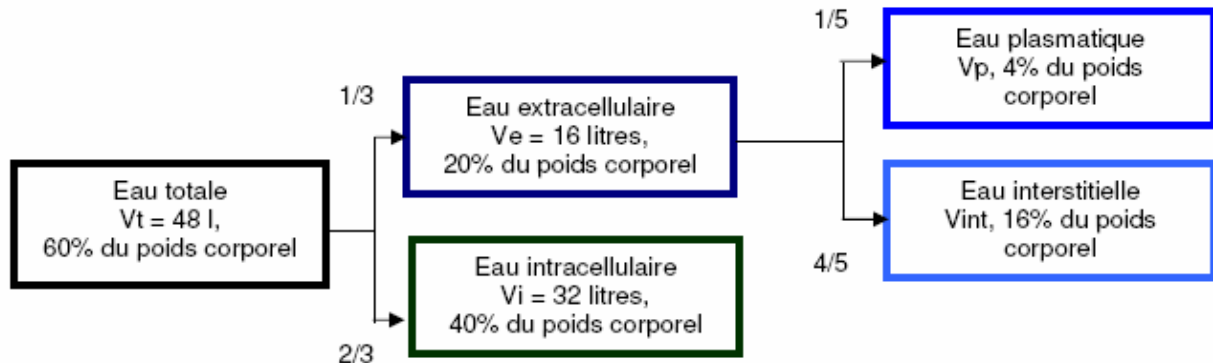 Eau totale
Vt = 48 l,
60% du poids corporel
1/3
Eau extracellulaire
Ve = 16 litres,
20% du poids corporel
2/3
Eau intracellulaire
Vi = 32 litres,
40% du poids corporel
1/5
Eau plasmatique
Vp, 4% du poids
corporel
4/5
Eau interstitielle
Vint, 16% du poids
corporel